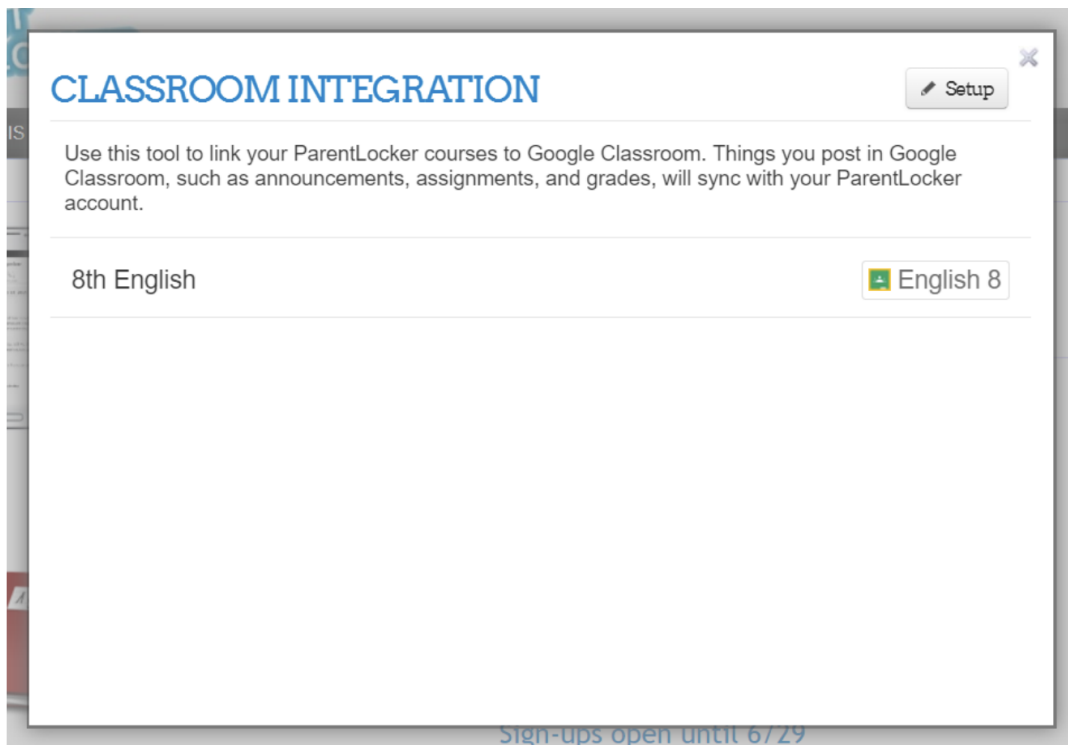 CLASSROOM INTEGRATION
Setup
IS
Use this tool to link your ParentLocker courses to Google Classroom. Things you post in Google
Classroom, such as announcements, assignments, and grades, will sync with your ParentLocker
account.
8th English
English 8
Sign-ups open until 6/29